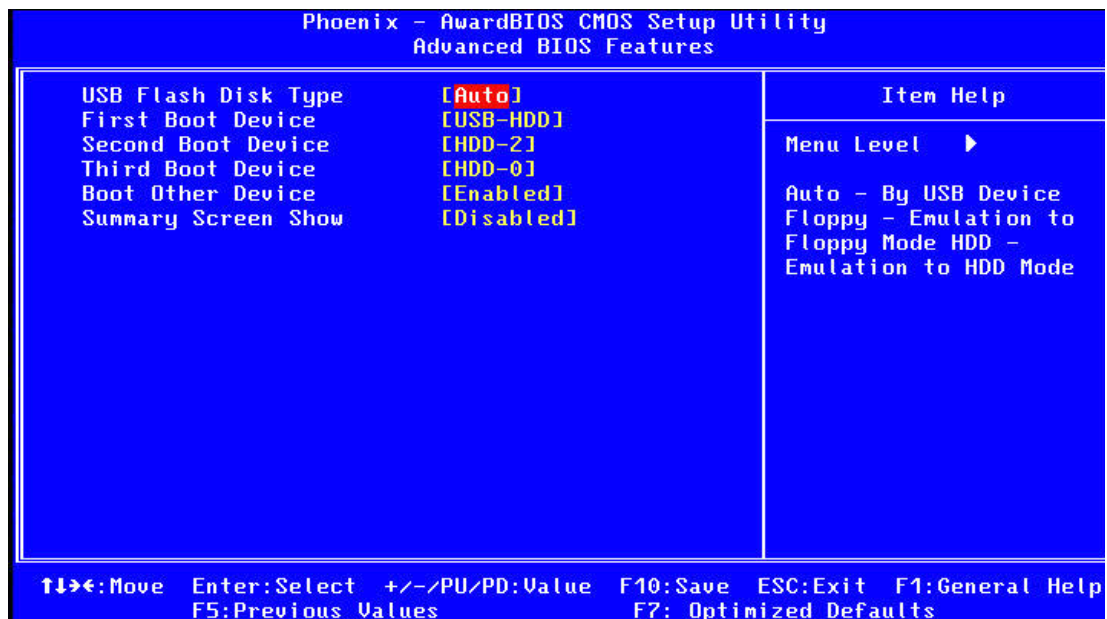 Phoenix - AwardBIOS CMOS Setup Utility
Advanced BIOS Features
USB Flash Disk Type [Auto]
First Boot Device [USB-HDD]
Second Boot Device [HDD-2]
Third Boot Device [HDD-0]
Boot Other Device [Enabled]
Summary Screen Show [Disabled]
Item Help
Menu Level ▶
Auto - By USB Device
Floppy - Emulation to
Floppy Mode HDD -
Emulation to HDD Mode
↑↓→←:Move Enter:Select +/-/PU/PD:Value F10:Save ESC:Exit F1:General Help
F5:Previous Values F7: Optimized Defaults